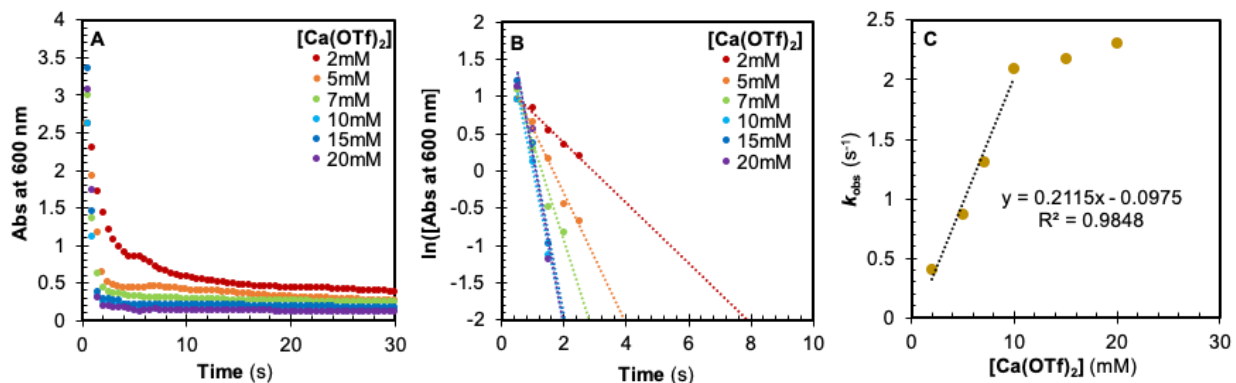 A
[Ca(OTf)₂]
2mM
5mM
7mM
10mM
15mM
20mM
Abs at 600 nm
4
3.5
3
2.5
2
1.5
1
0.5
0
0 10 20 30
Time (s)
B
[Ca(OTf)₂]
2mM
5mM
7mM
10mM
15mM
20mM
ln([Abs at 600 nm]
2
1.5
1
0.5
0
-0.5
-1
-1.5
-2
0 2 4 6 8 10
Time (s)
C
kobs (s⁻¹)
2.5
2
1.5
1
0.5
0
y = 0.2115x - 0.0975
R² = 0.9848
0 10 20 30
[Ca(OTf)₂] (mM)